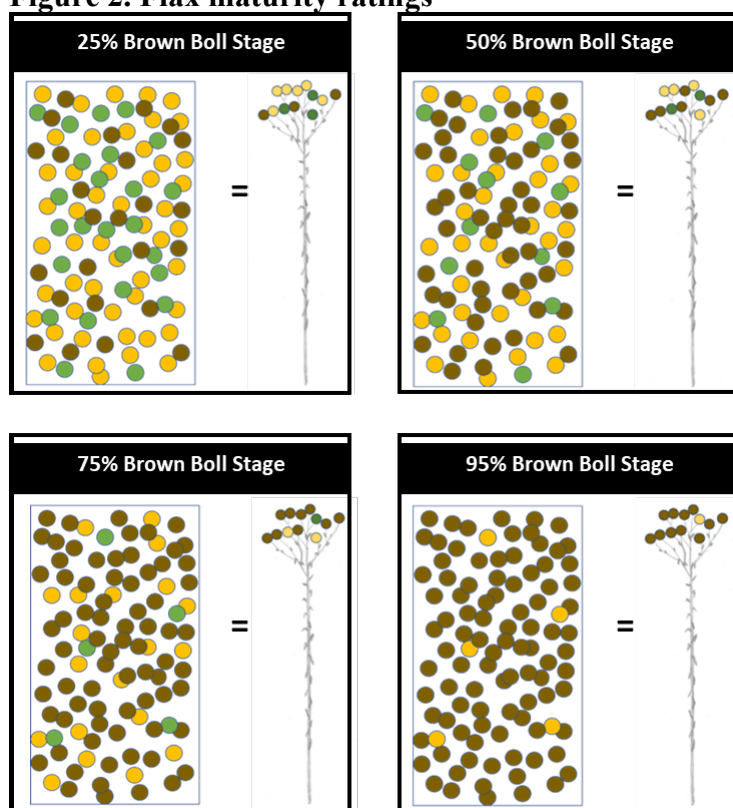 Figure 2. Flax maturity ratings
25% Brown Boll Stage
50% Brown Boll Stage
=
=
75% Brown Boll Stage
95% Brown Boll Stage
=
=